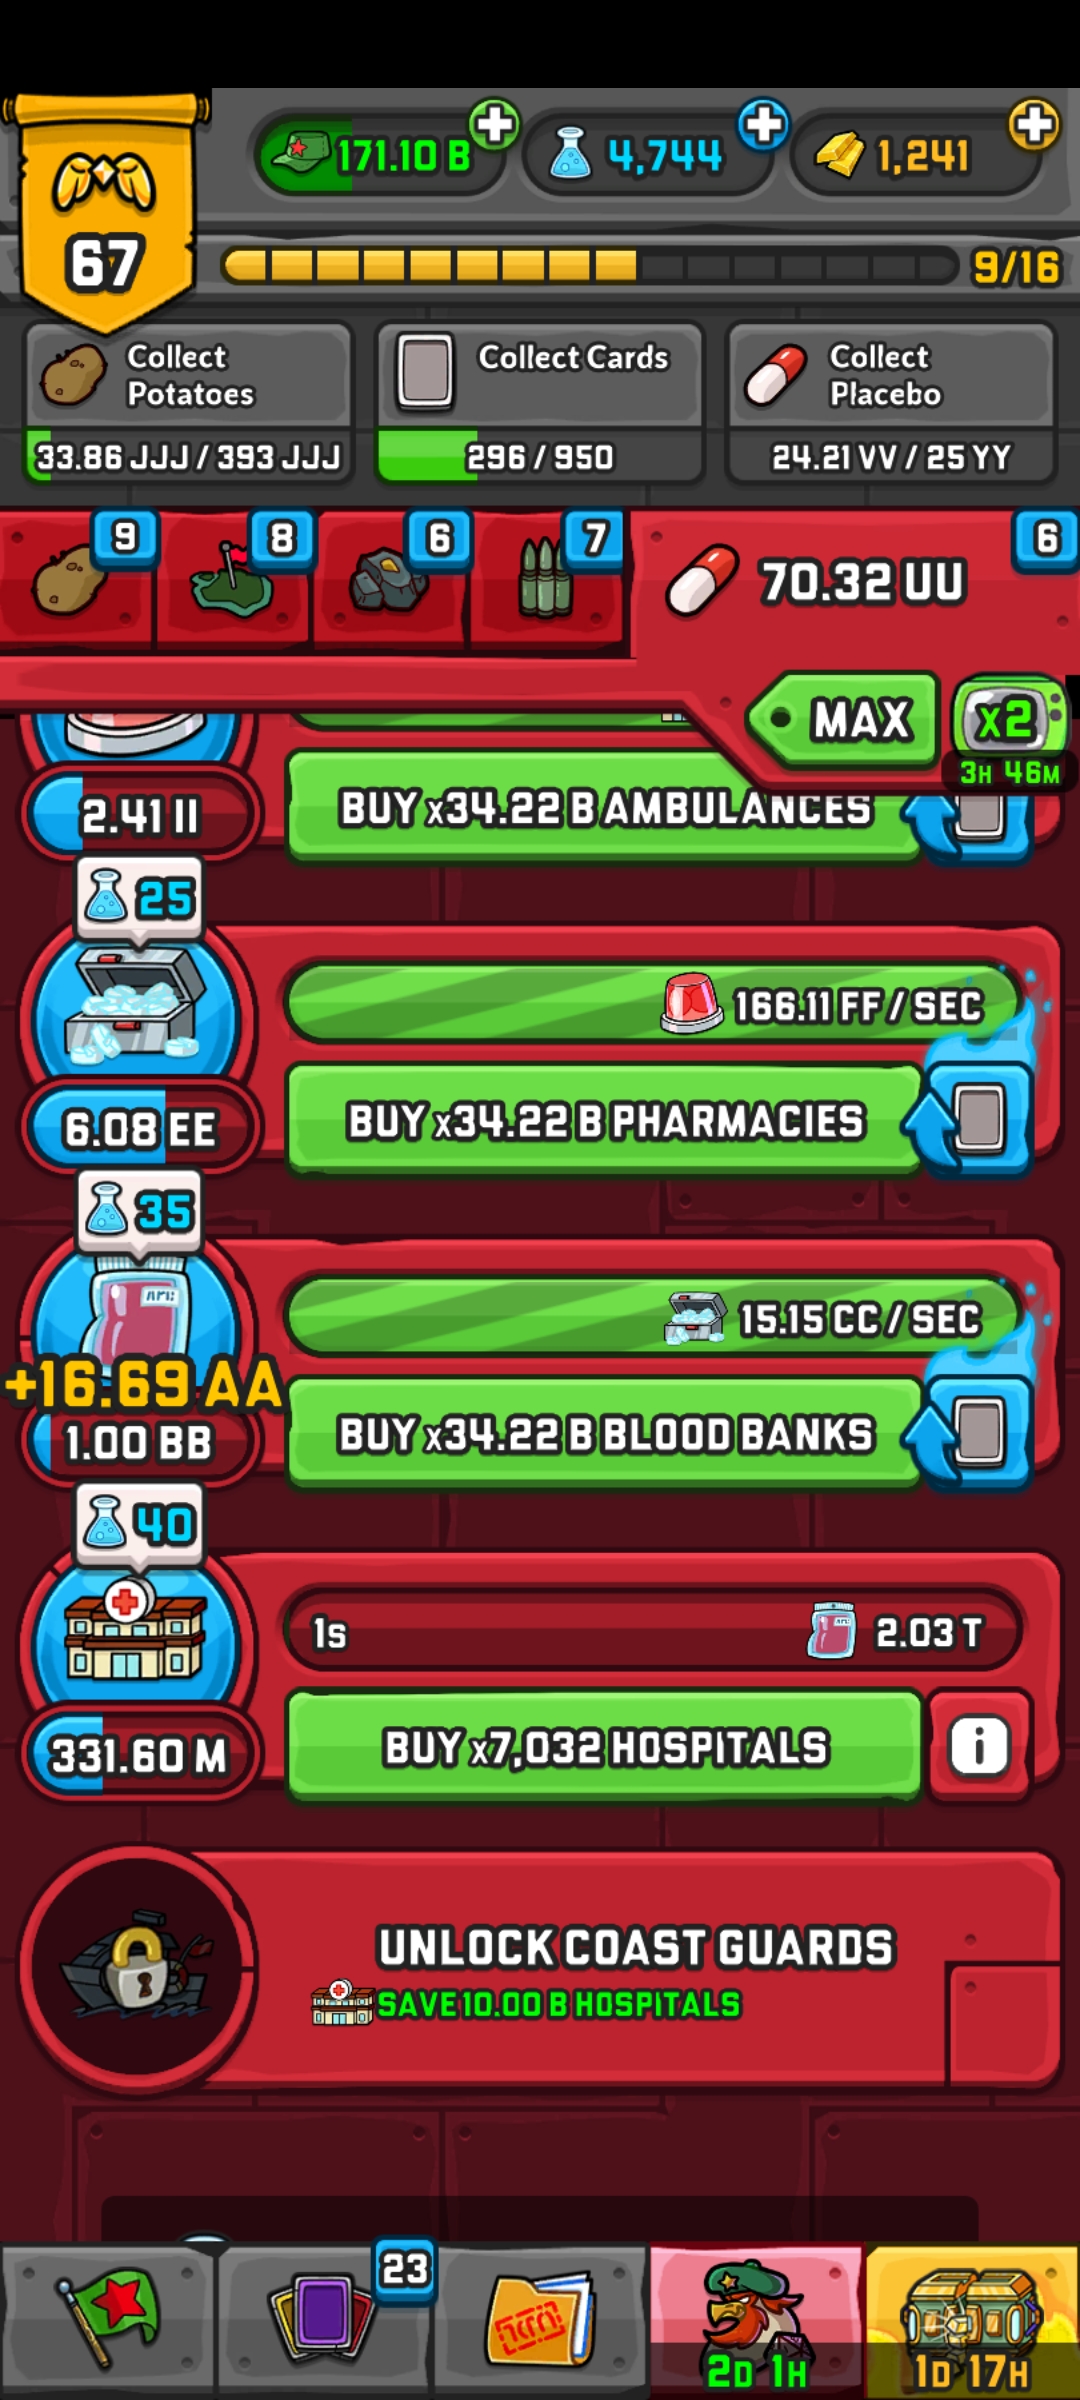 171.10 B
4,744
1,241
67
9/16
Collect
Potatoes
33.86 JJJ / 393 JJJ
Collect Cards
296 / 950
Collect
Placebo
24.21 VV / 25 YY
9
8
6
7
6
70.32 UU
MAX
x2
3H 46M
2.41 II
BUY x34.22 B AMBULANCES
25
166.11 FF / SEC
6.08 EE
BUY x34.22 B PHARMACIES
35
15.15 CC / SEC
+16.69 AA
1.00 BB
BUY x34.22 B BLOOD BANKS
40
1s
2.03 T
331.60 M
BUY x7,032 HOSPITALS
i
UNLOCK COAST GUARDS
SAVE 10.00 B HOSPITALS
23
2D 1H
1D 17H